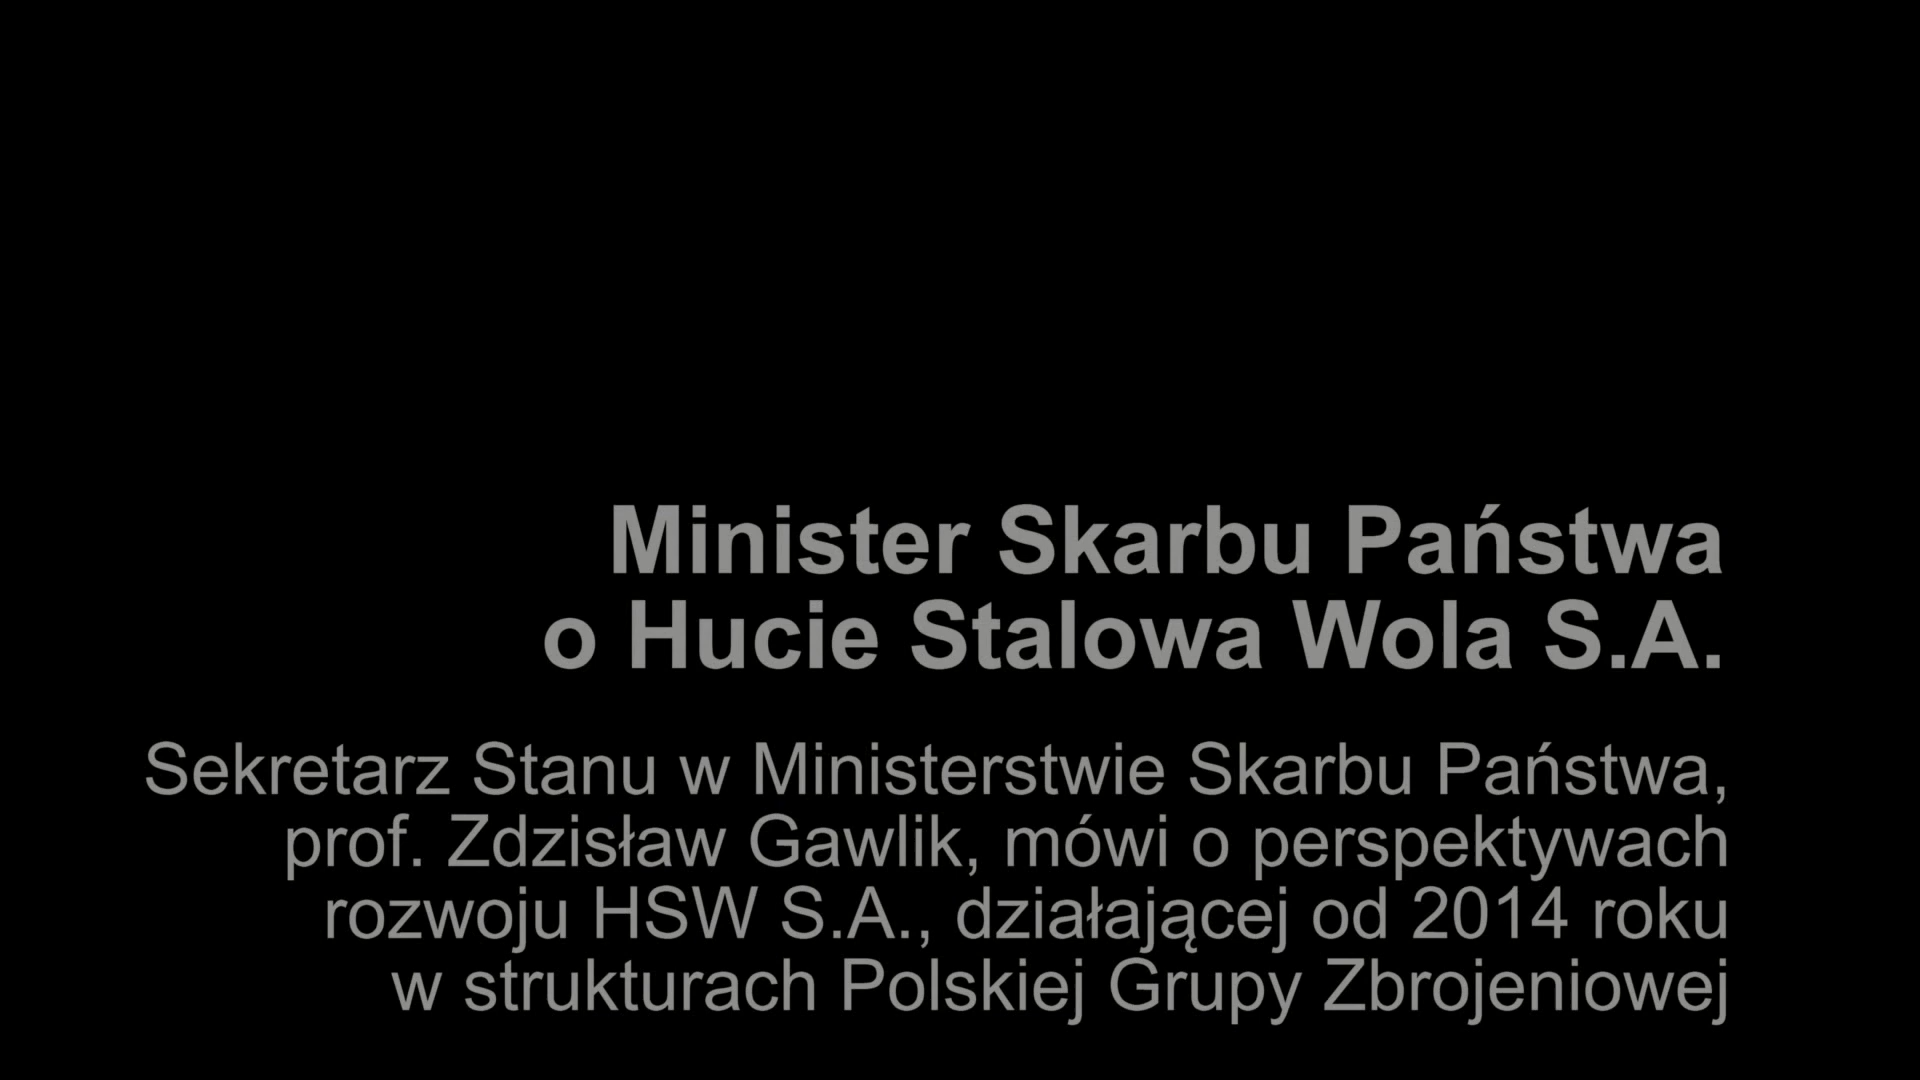 Minister Skarbu Państwa
o Hucie Stalowa Wola S.A.
Sekretarz Stanu w Ministerstwie Skarbu Państwa,
prof. Zdzisław Gawlik, mówi o perspektywach
rozwoju HSW S.A., działającej od 2014 roku
w strukturach Polskiej Grupy Zbrojeniowej